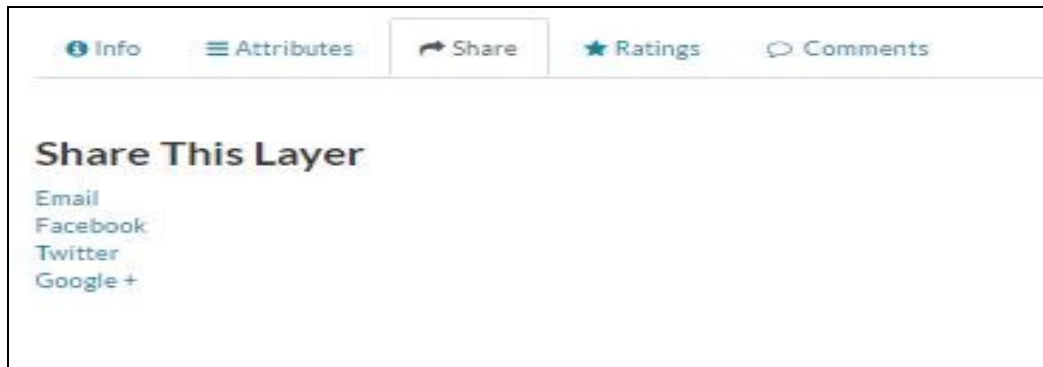 Info Attributes Share Ratings Comments
Share This Layer
Email
Facebook
Twitter
Google +